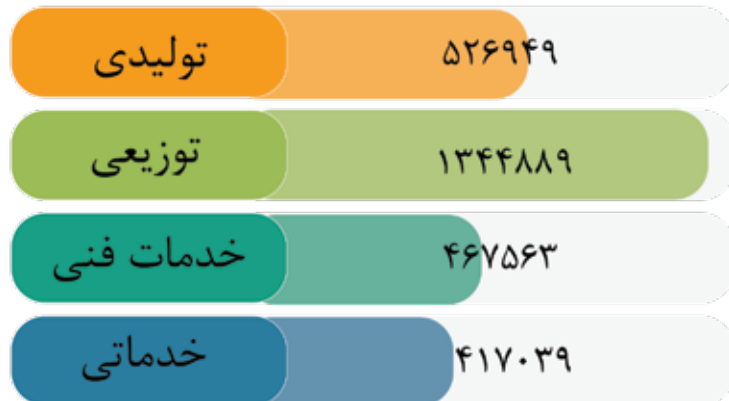 تولیدی ۵۲۶۹۴۹
توزیعی ۱۳۴۴۸۸۹
خدمات فنی ۴۶۷۵۶۳
خدماتی ۴۱۷۰۳۹